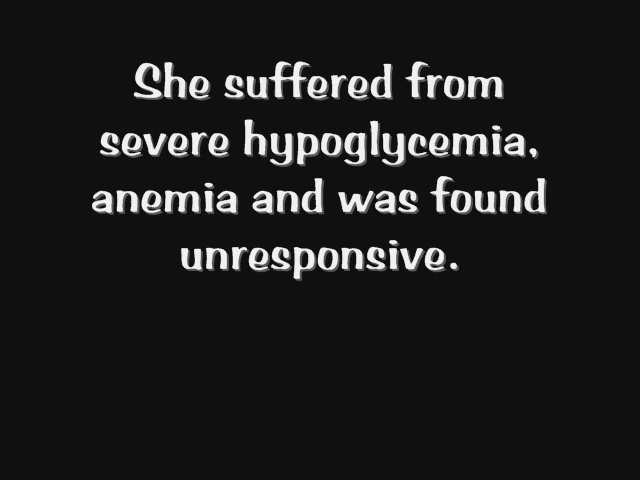 She suffered from
severe hypoglycemia,
anemia and was found
unresponsive.